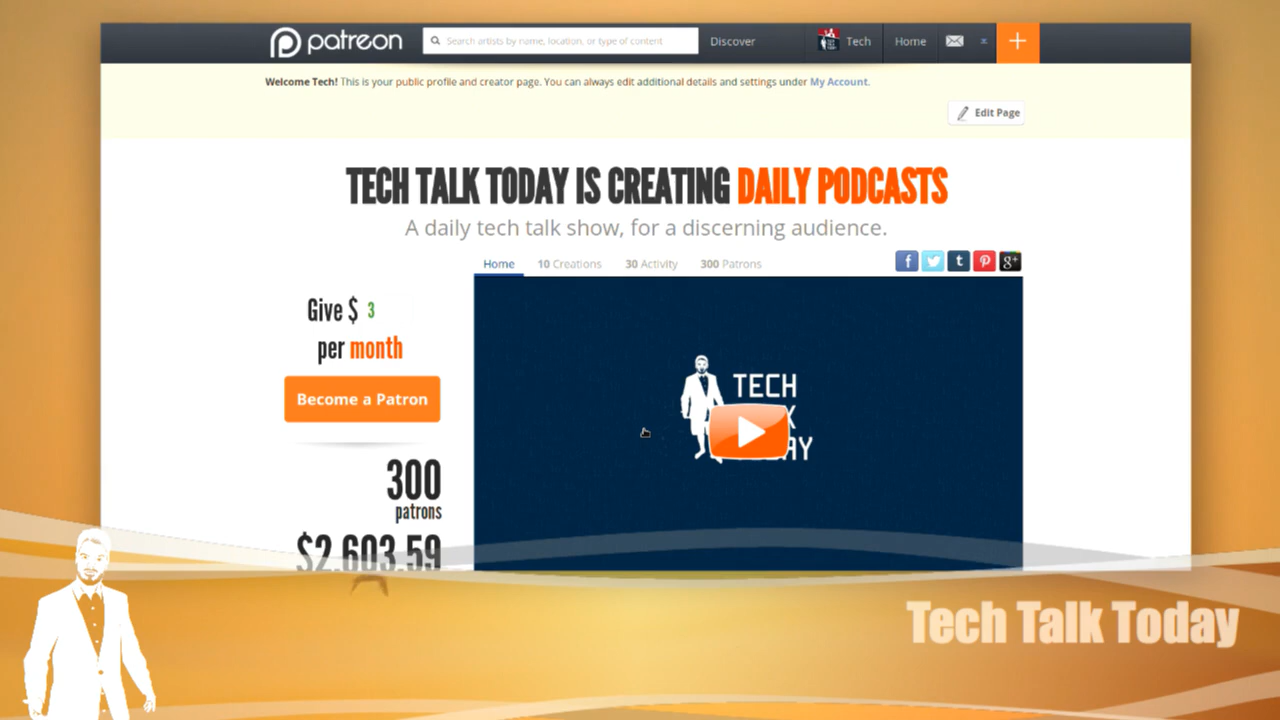 patreon
Search artists by name, location, or type of content
Discover
Tech
Home
Welcome Tech! This is your public profile and creator page. You can always edit additional details and settings under My Account.
Edit Page
TECH TALK TODAY IS CREATING DAILY PODCASTS
A daily tech talk show, for a discerning audience.
Home
10 Creations
30 Activity
300 Patrons
Give $ 3
per month
Become a Patron
300
patrons
$2,603.59
TECH
Tech Talk Today